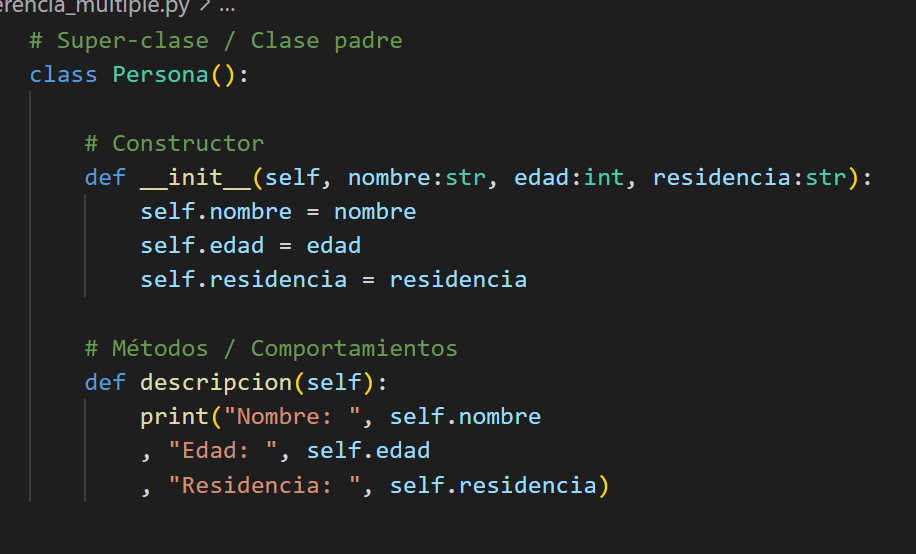 erencia_multiple.py > ...
# Super-clase / Clase padre
class Persona():
# Constructor
def __init__(self, nombre:str, edad:int, residencia:str):
self.nombre = nombre
self.edad = edad
self.residencia = residencia
# Métodos / Comportamientos
def descripcion(self):
print("Nombre: ", self.nombre
, "Edad: ", self.edad
, "Residencia: ", self.residencia)